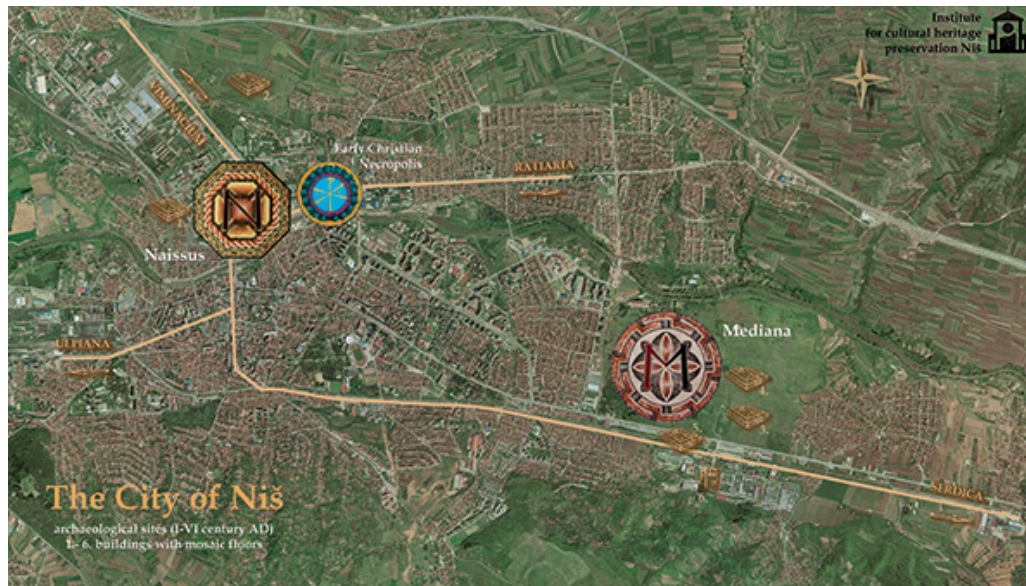 Institute
for cultural heritage
preservation Niš
VIMINACIUM
Early Christian
Necropolis
RATIARIA
Naissus
N
ULPIANA
Mediana
M
SERDICA
The City of Niš
archaeological sites (I-VI century AD)
1.- 6. buildings with mosaic floors